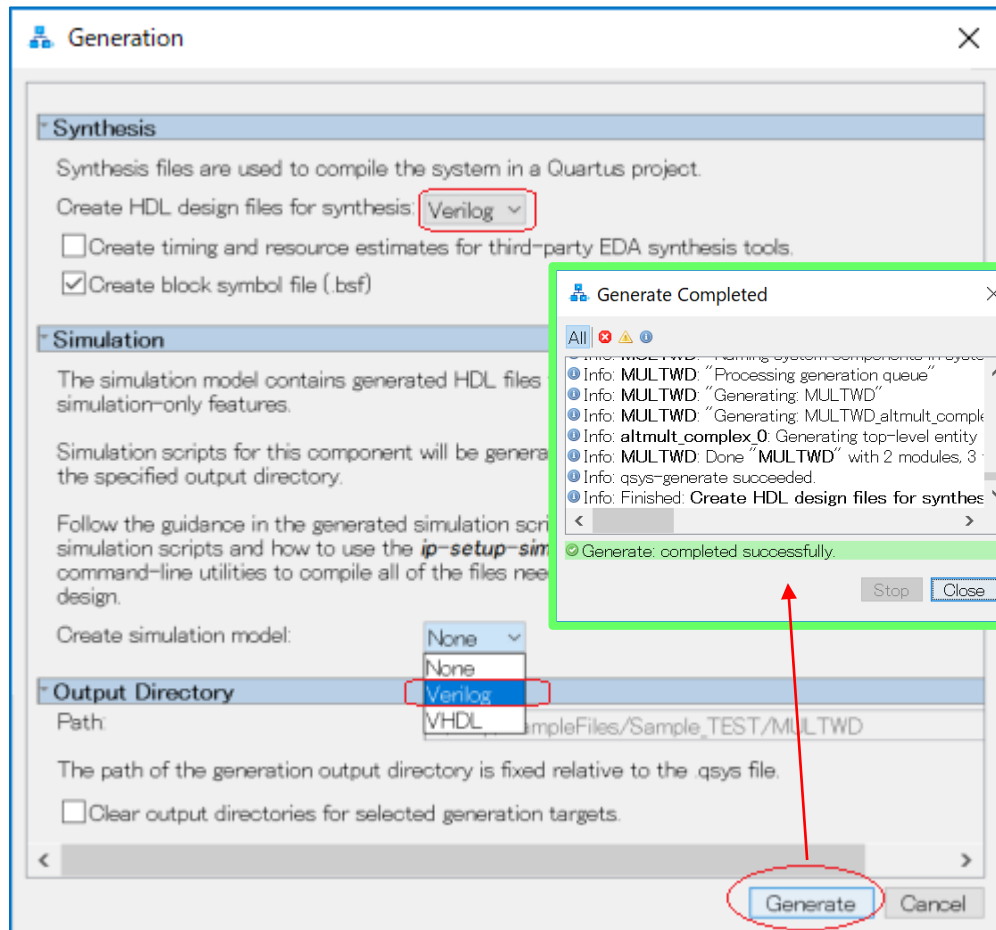 Generation
Synthesis
Synthesis files are used to compile the system in a Quartus project.
Create HDL design files for synthesis: Verilog
Create timing and resource estimates for third-party EDA synthesis tools.
Create block symbol file (.bsf)
Simulation
The simulation model contains generated HDL files
simulation-only features.
Simulation scripts for this component will be genera
the specified output directory.
Follow the guidance in the generated simulation scri
simulation scripts and how to use the ip-setup-sim
command-line utilities to compile all of the files nee
design.
Create simulation model: None
None
Verilog
VHDL
Output Directory
Path: ampleFiles/Sample_TEST/MULTWD
The path of the generation output directory is fixed relative to the .qsys file.
Clear output directories for selected generation targets.
Generate Cancel
Generate Completed
All
Info: MULTWD: "Naming system components in syste
Info: MULTWD: "Processing generation queue"
Info: MULTWD: "Generating: MULTWD"
Info: MULTWD: "Generating: MULTWD_altmult_comple
Info: altmult_complex_0: Generating top-level entity
Info: MULTWD: Done "MULTWD" with 2 modules, 3
Info: qsys-generate succeeded.
Info: Finished: Create HDL design files for synthes
Generate: completed successfully.
Stop Close